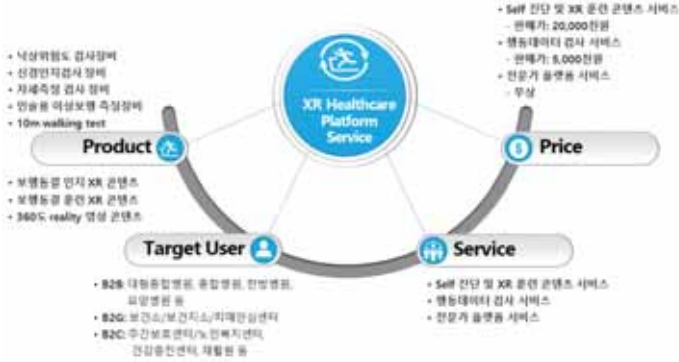 • 낙상위험도 검사장비
• 신경인지검사 장비
• 자세측정 검사 장비
• 인솔용 이상보행 측정장비
• 10m walking test
Product
• 보행동결 인지 XR 콘텐츠
• 보행동결 훈련 XR 콘텐츠
• 360도 reality 영상 콘텐츠
XR Healthcare
Platform
Service
• Self 진단 및 XR 훈련 콘텐츠 서비스
- 판매가: 20,000천원
• 행동데이터 검사 서비스
- 판매가: 5,000천원
• 전문가 플랫폼 서비스
- 무상
Price
Target User
• B2B: 대형종합병원, 종합병원, 한방병원,
요양병원 등
• B2G: 보건소/보건지소/치매안심센터
• B2C: 주간보호센터/노인복지센터,
건강증진센터, 재활원 등
Service
• Self 진단 및 XR 훈련 콘텐츠 서비스
• 행동데이터 검사 서비스
• 전문가 플랫폼 서비스